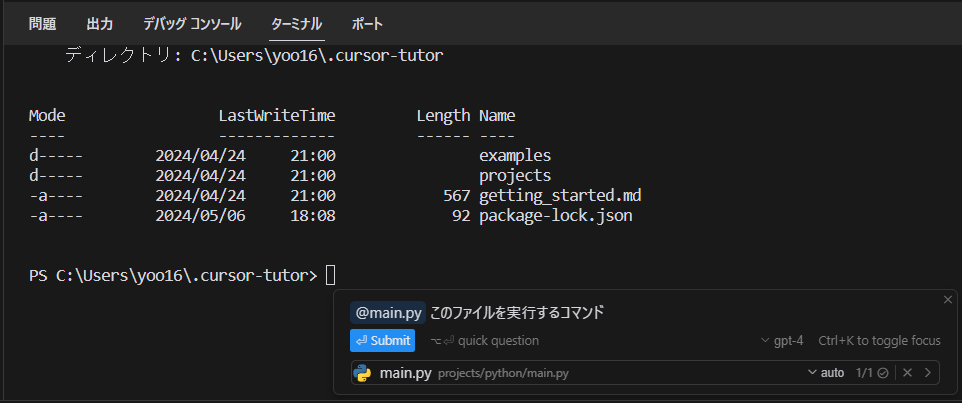 問題 出力 デバッグ コンソール ターミナル ポート
ディレクトリ: C:\Users\yoo16\.cursor-tutor
Mode LastWriteTime Length Name
---- ------------- ------ ----
d----- 2024/04/24 21:00 examples
d----- 2024/04/24 21:00 projects
-a---- 2024/04/24 21:00 567 getting_started.md
-a---- 2024/05/06 18:08 92 package-lock.json
PS C:\Users\yoo16\.cursor-tutor>
@main.py このファイルを実行するコマンド
⏎ Submit ⌥⏎ quick question gpt-4 Ctrl+K to toggle focus
main.py projects/python/main.py auto 1/1